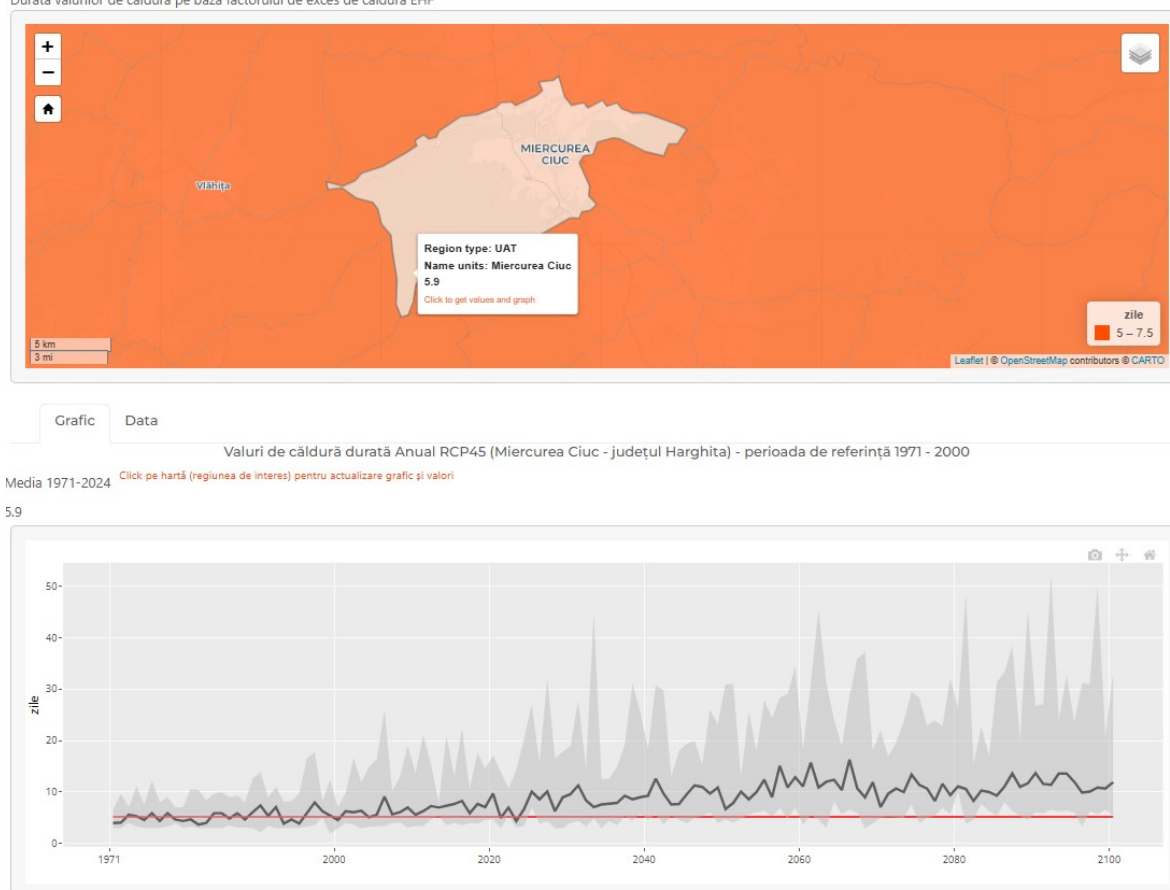 Durata valurilor de căldură pe baza factorului de exces de căldură EHF
+
−
MIERCUREA
CIUC
Vlăhița
Region type: UAT
Name units: Miercurea Ciuc
5.9
Click to get values and graph
zile
5 – 7.5
5 km
3 mi
Leaflet | © OpenStreetMap contributors © CARTO
Grafic
Data
Valuri de căldură durată Anual RCP45 (Miercurea Ciuc - județul Harghita) - perioada de referință 1971 - 2000
Media 1971-2024
Click pe hartă (regiunea de interes) pentru actualizare grafic și valori
5.9
50
40
30
20
10
0
zile
1971
2000
2020
2040
2060
2080
2100